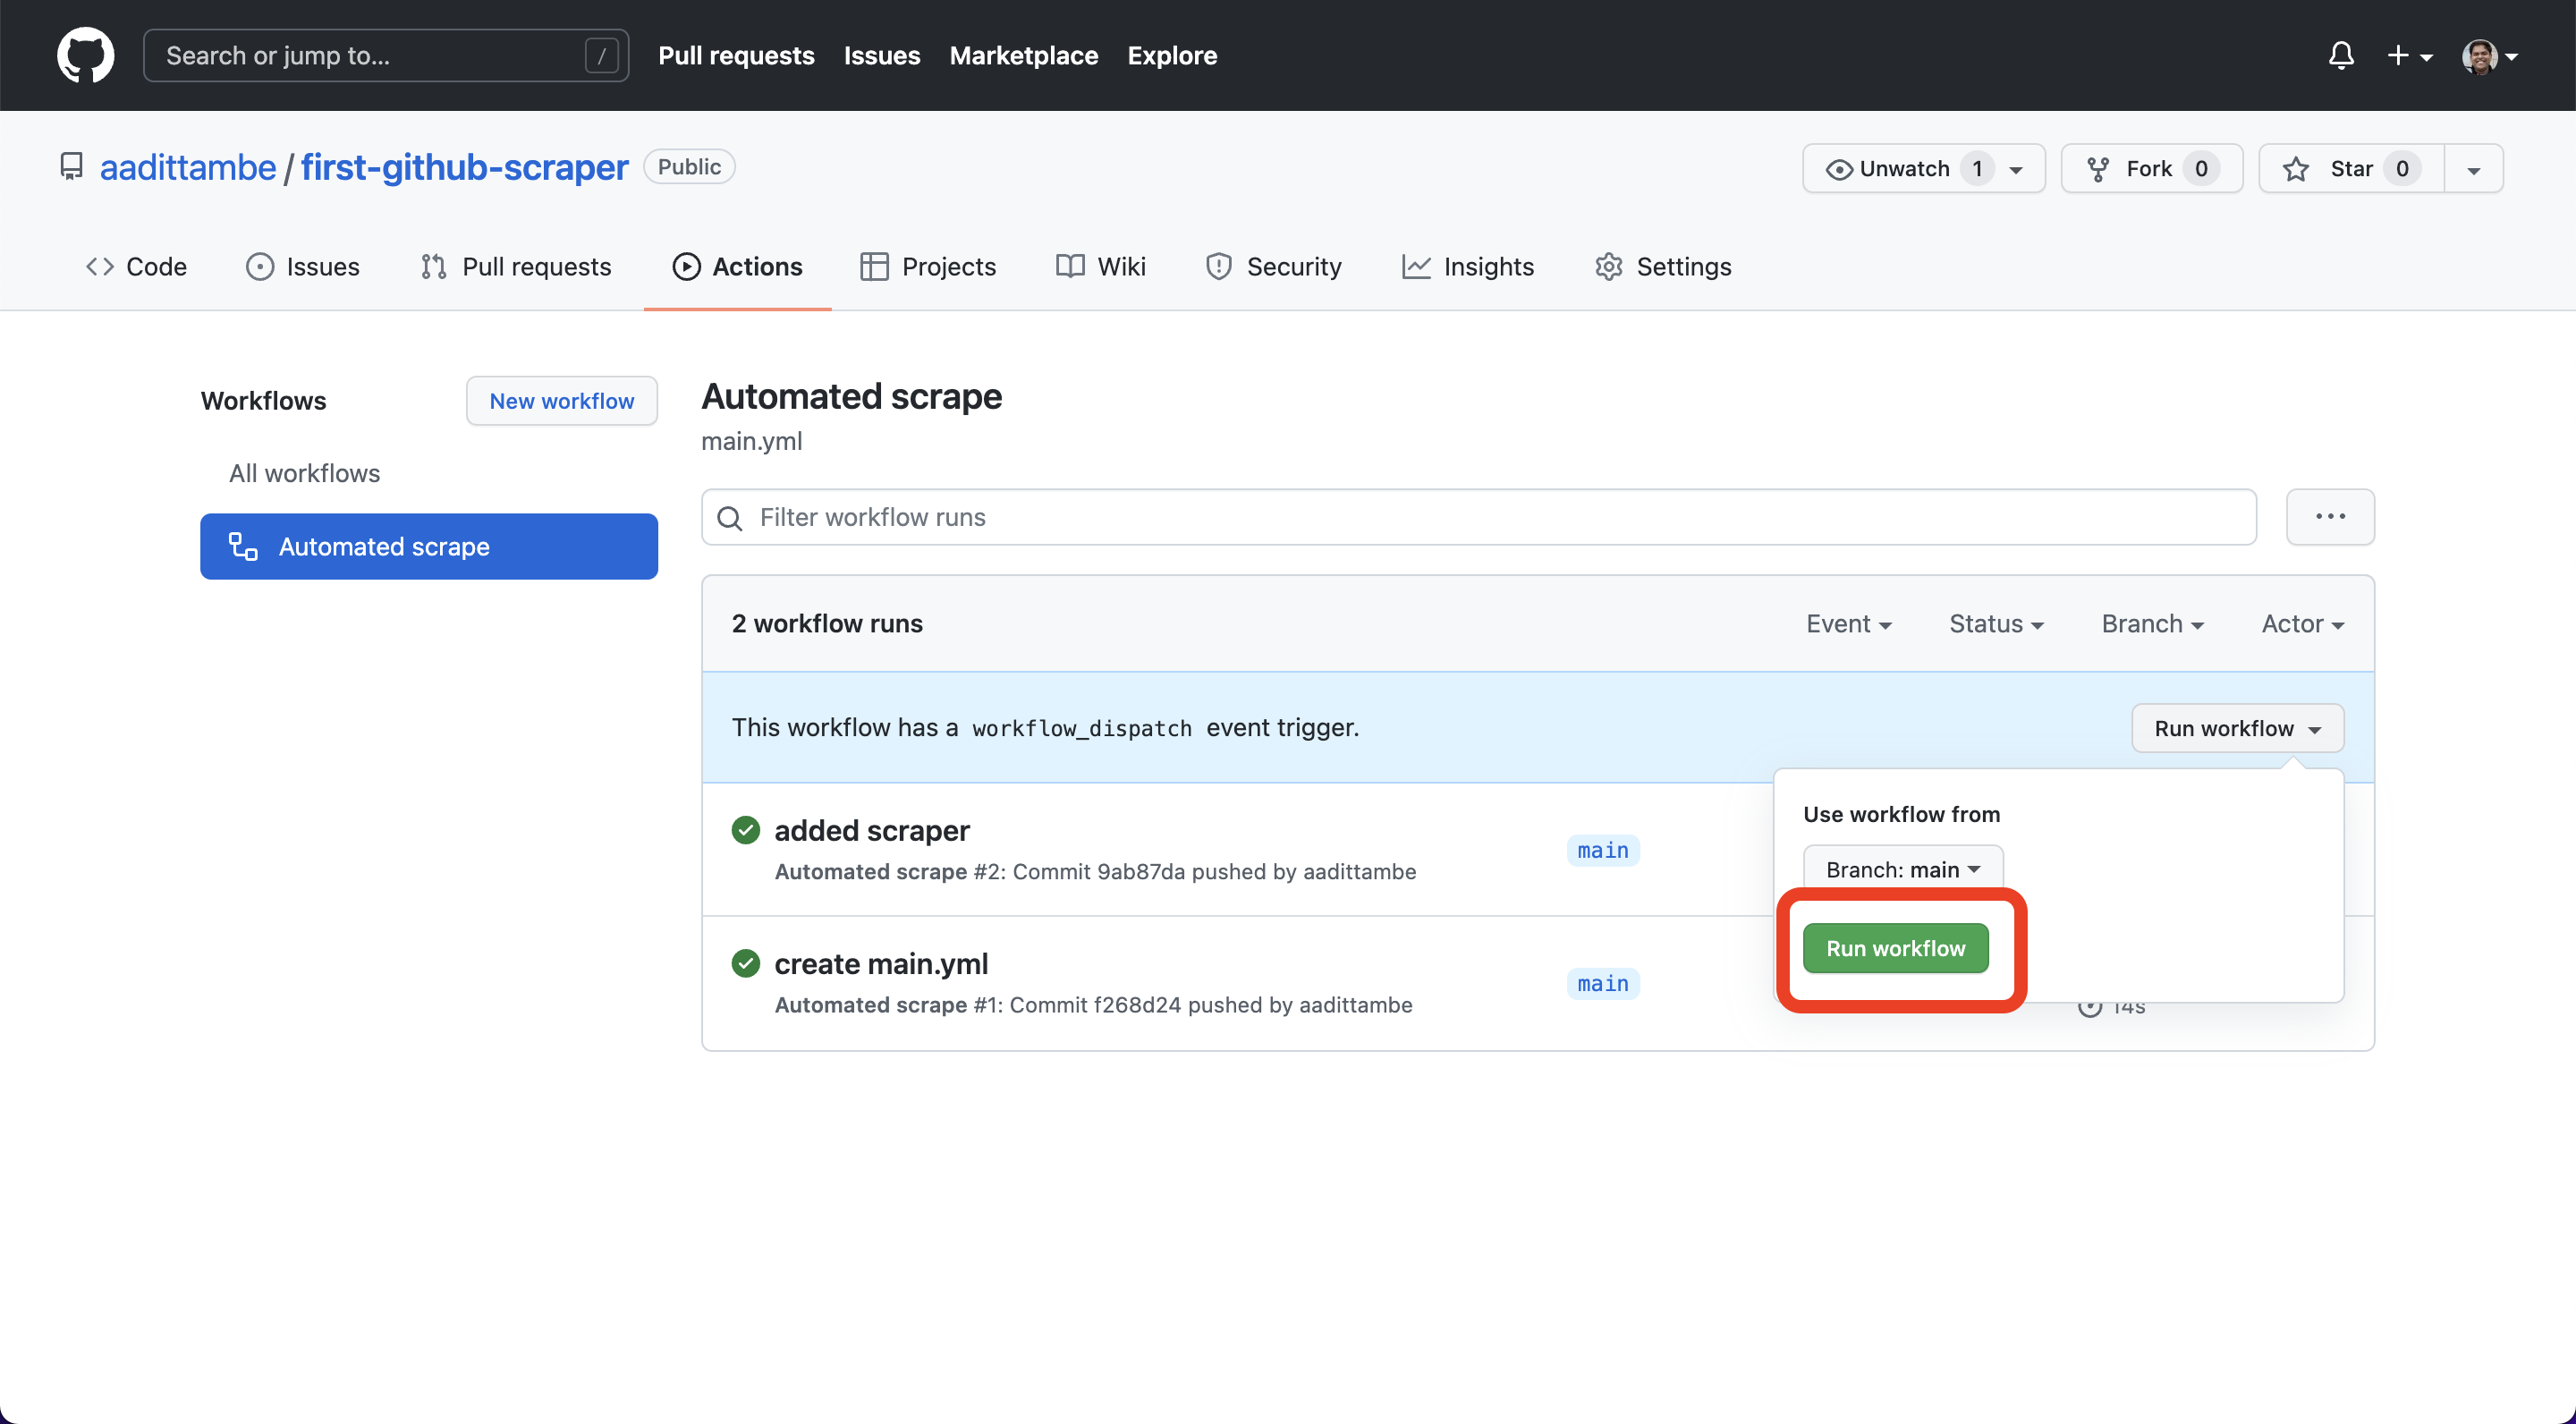 Search or jump to... /
Pull requests Issues Marketplace Explore
aadittambe / first-github-scraper Public
Unwatch 1 Fork 0 Star 0
Code Issues Pull requests Actions Projects Wiki Security Insights Settings
Workflows
New workflow
All workflows
Automated scrape
Automated scrape
main.yml
Filter workflow runs
2 workflow runs
Event Status Branch Actor
This workflow has a workflow_dispatch event trigger.
Run workflow
Use workflow from
Branch: main
Run workflow
added scraper
Automated scrape #2: Commit 9ab87da pushed by aadittambe
main
create main.yml
Automated scrape #1: Commit f268d24 pushed by aadittambe
main
14s